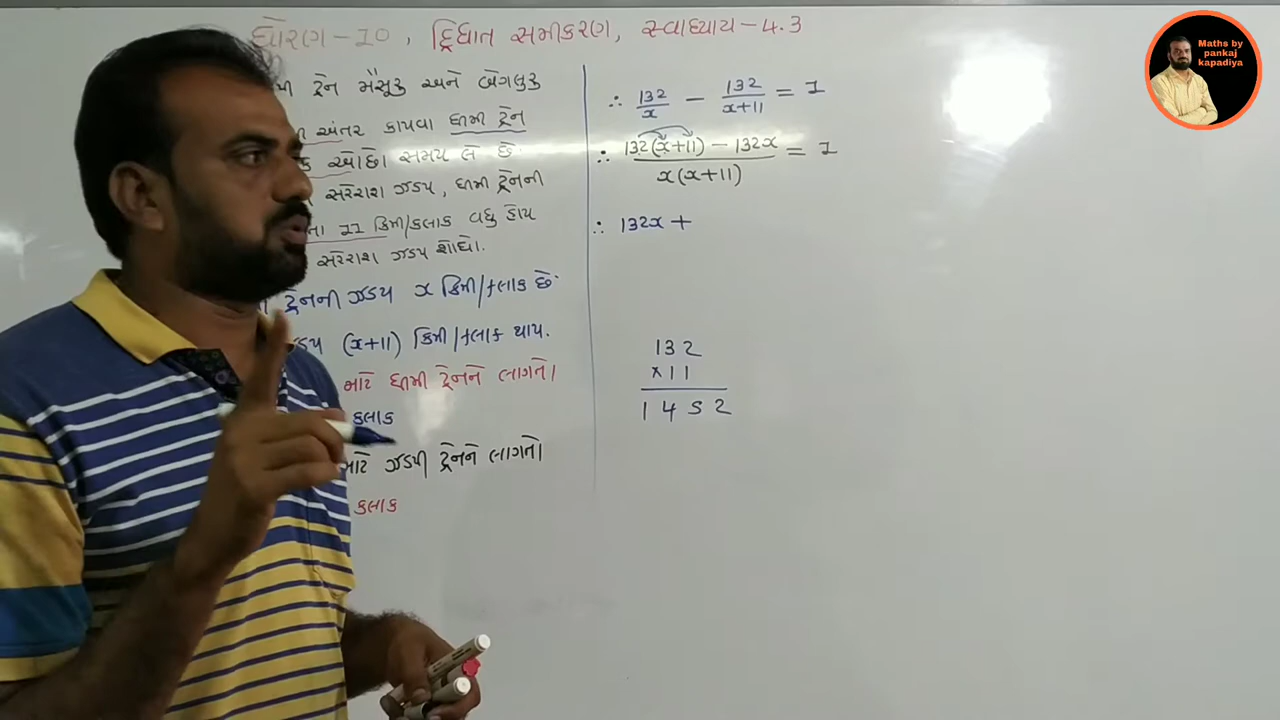 ધોરણ-10, દ્વિઘાત સમીકરણ, સ્વાધ્યાય-4.3
ટ્રેન મૈસૂરુ અને બેંગલુરુ
અંતર કાપવા ધીમી ટ્રેન
ઓછો સમય લે છે.
સરેરાશ ઝડપ, ધીમી ટ્રેનની
11 કિમી/કલાક વધુ હોય
સરેરાશ ઝડપ શોધો.
ટ્રેનની ઝડપ x કિમી/કલાક છે.
(x+11) કિમી/કલાક થાય.
માટે ધીમી ટ્રેનને લાગતો
કલાક
માટે ઝડપી ટ્રેનને લાગતો
કલાક
∴ 132/x - 132/x+11 = 1
∴ 132(x+11) - 132x / x(x+11) = 1
∴ 132x +
132
×11
1452
Maths by
pankaj
kapadiya